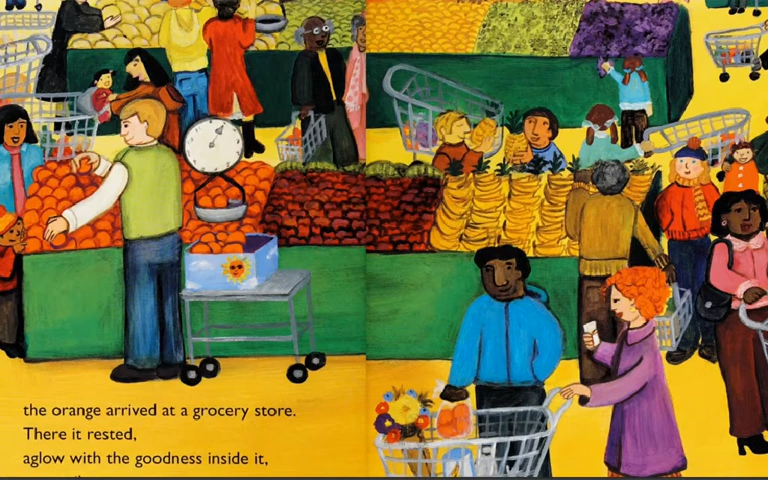 the orange arrived at a grocery store.
There it rested,
aglow with the goodness inside it,